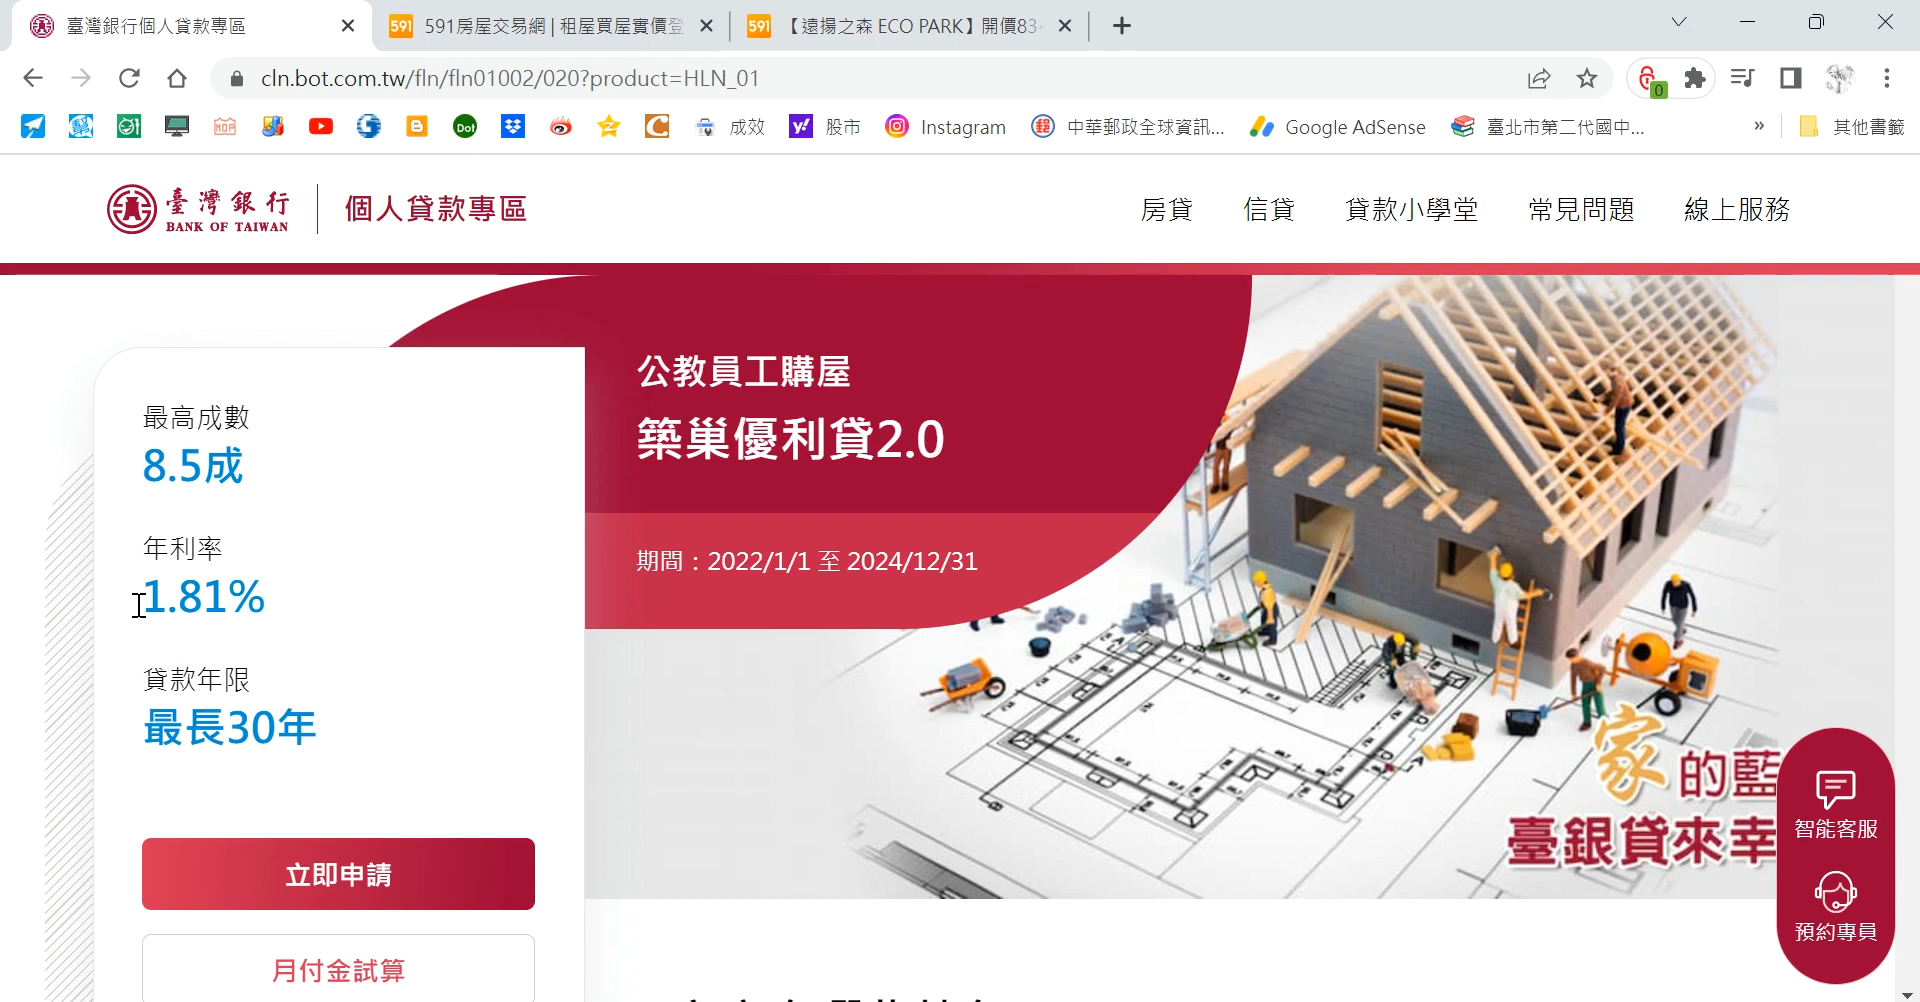 臺灣銀行個人貸款專區
591房屋交易網 | 租屋買屋實價登
【遠揚之森 ECO PARK】開價83
cln.bot.com.tw/fln/fln01002/020?product=HLN_01
0
成效
股市
Instagram
中華郵政全球資訊...
Google AdSense
臺北市第二代國中...
»
其他書籤
臺灣銀行
BANK OF TAIWAN
個人貸款專區
房貸
信貸
貸款小學堂
常見問題
線上服務
公教員工購屋
築巢優利貸2.0
期間：2022/1/1 至 2024/12/31
最高成數
8.5成
年利率
1.81%
貸款年限
最長30年
立即申請
月付金試算
家的藍
臺銀貸來幸
智能客服
預約專員